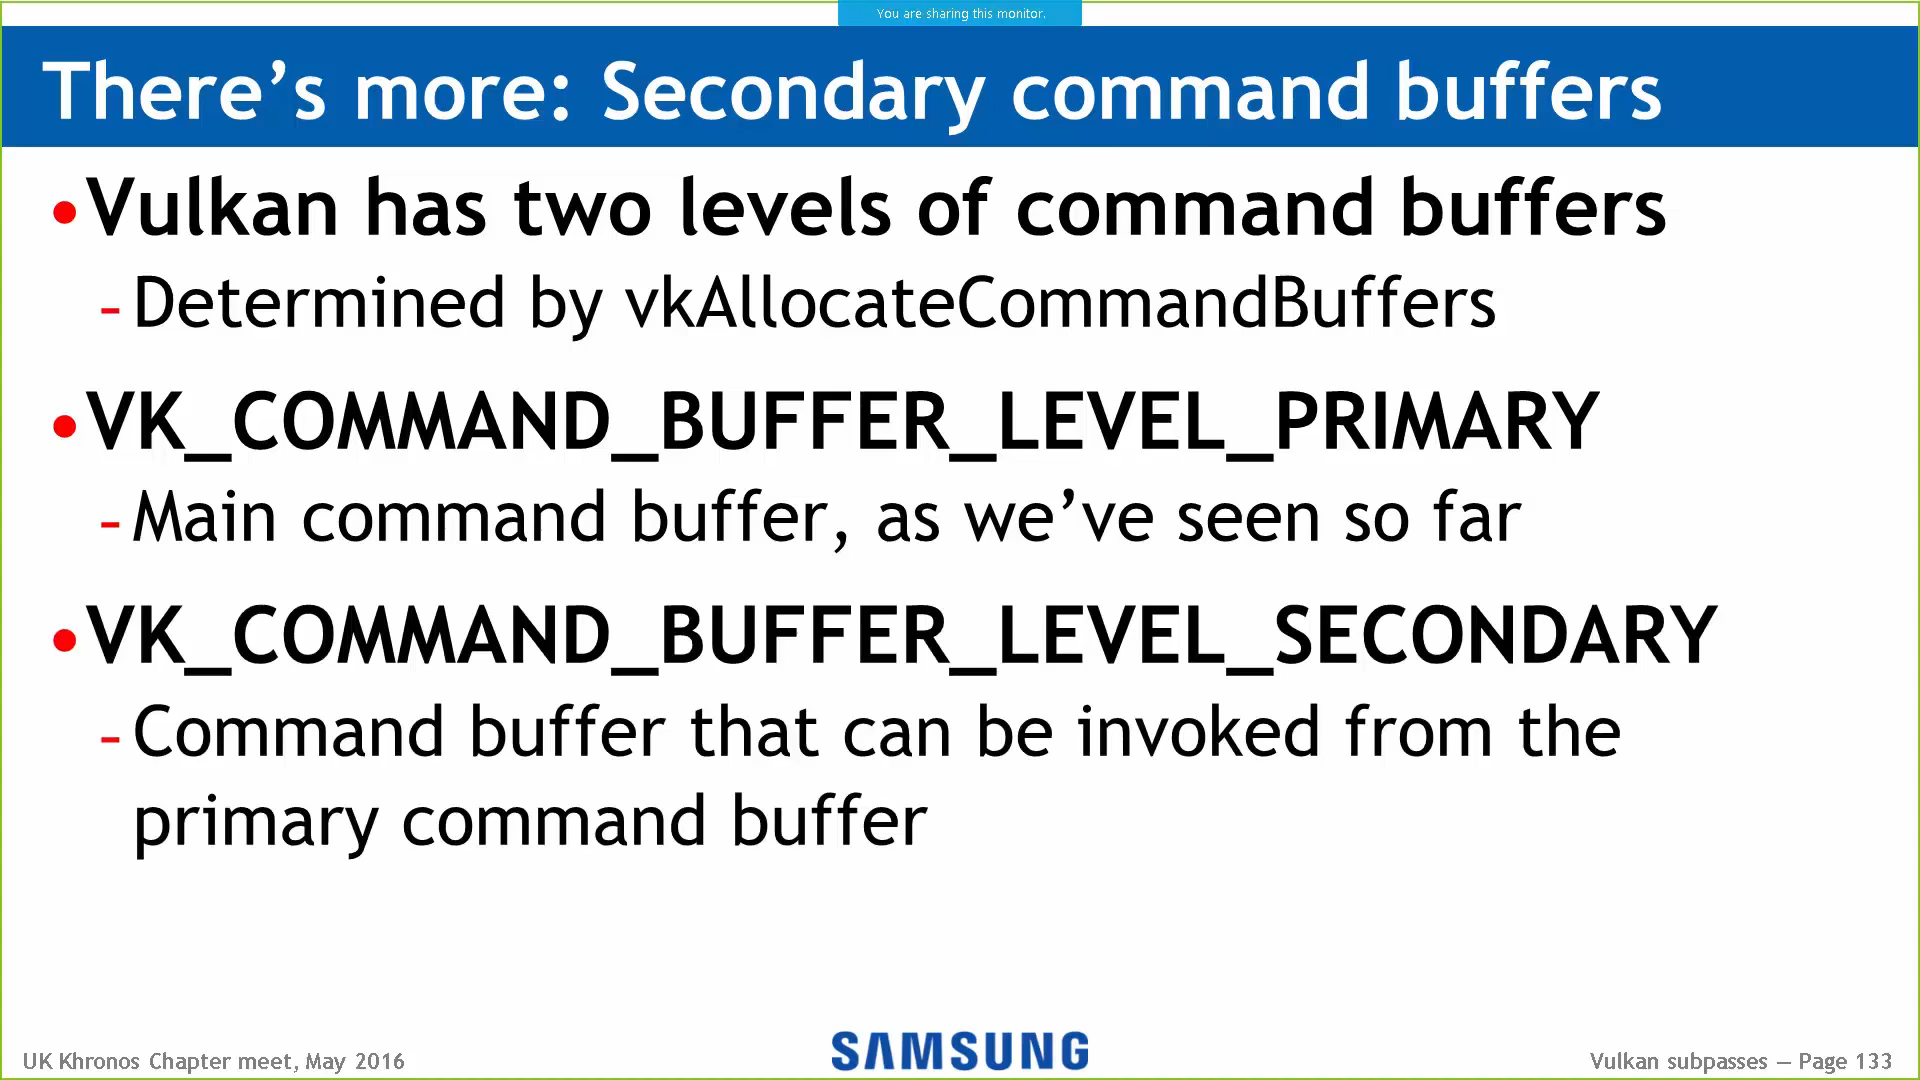 You are sharing this monitor.
There’s more: Secondary command buffers
•Vulkan has two levels of command buffers
-Determined by vkAllocateCommandBuffers
•VK_COMMAND_BUFFER_LEVEL_PRIMARY
-Main command buffer, as we’ve seen so far
•VK_COMMAND_BUFFER_LEVEL_SECONDARY
-Command buffer that can be invoked from the
primary command buffer
UK Khronos Chapter meet, May 2016
SAMSUNG
Vulkan subpasses — Page 133